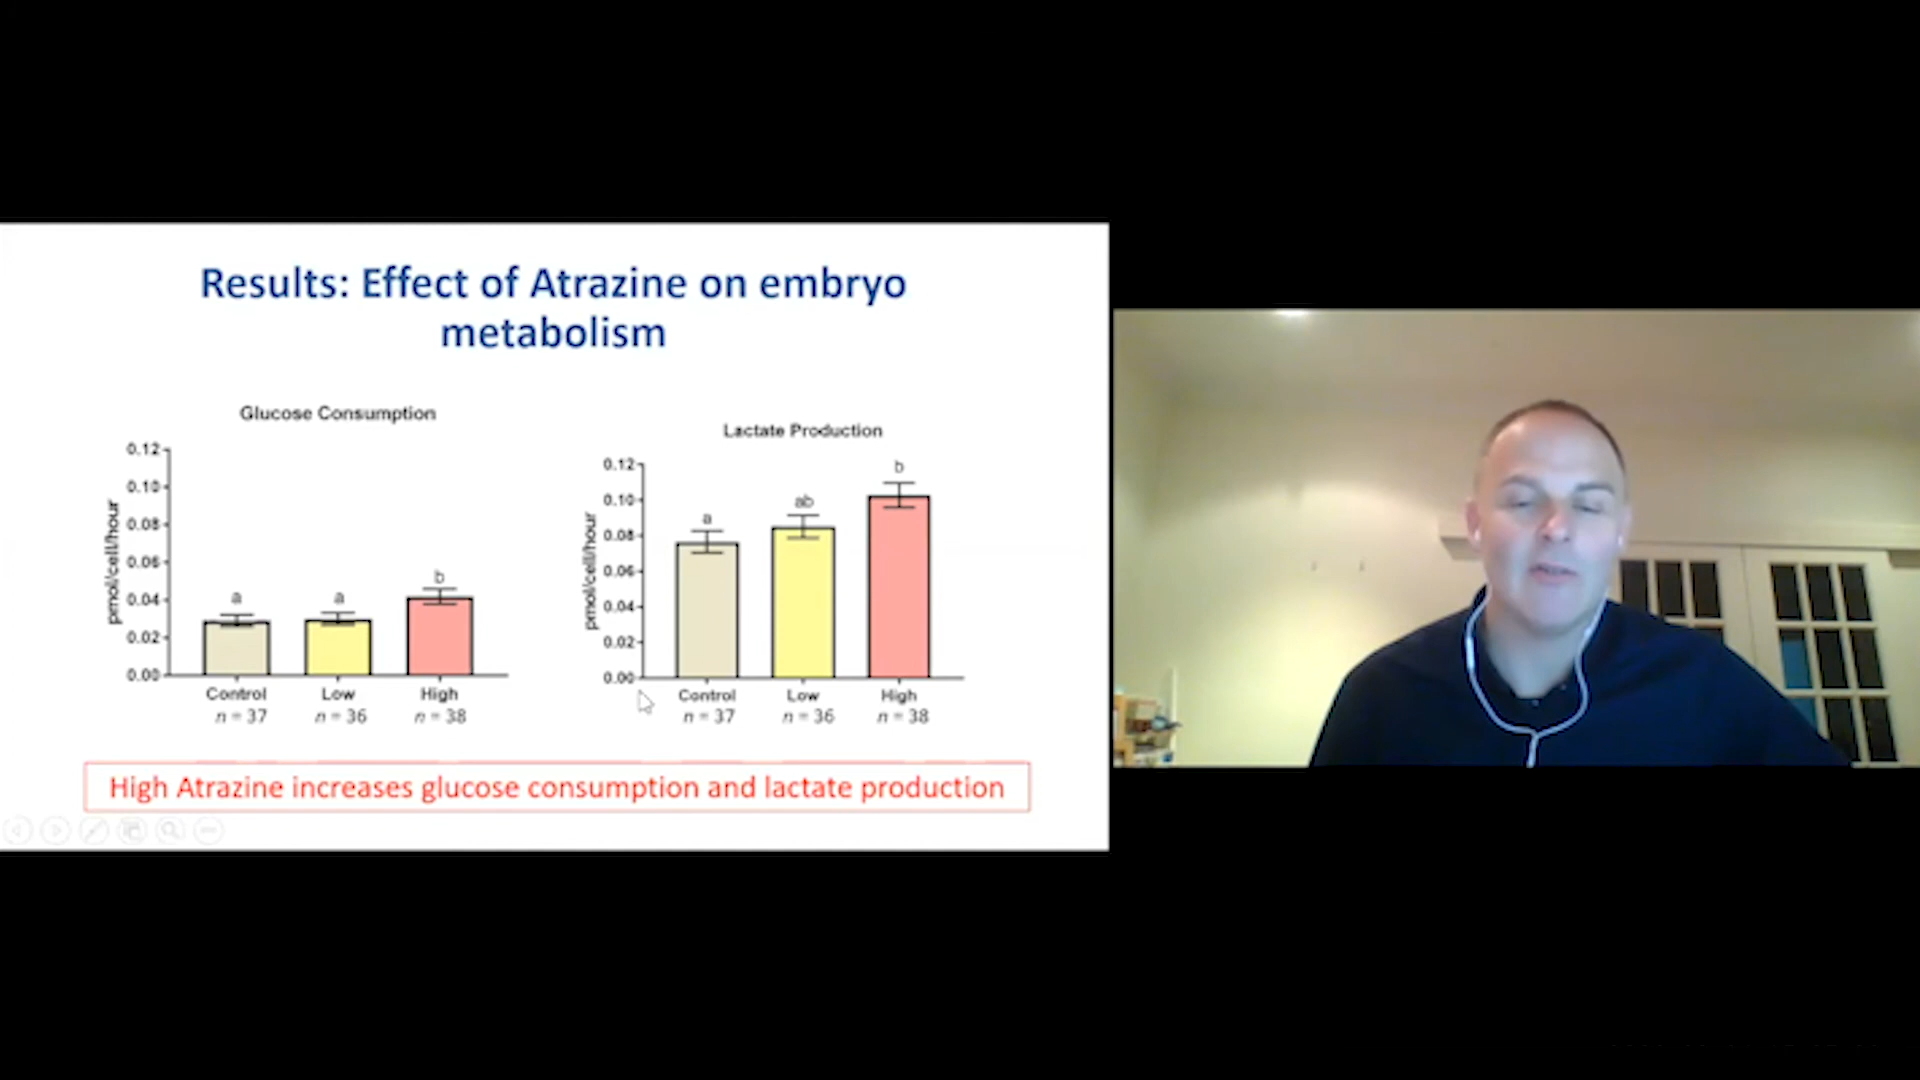 Results: Effect of Atrazine on embryo
metabolism
Glucose Consumption
0.12
0.10
0.08
0.06
0.04
0.02
0.00
pmol/cell/hour
a
a
b
Control
Low
High
n = 37
n = 36
n = 38
Lactate Production
0.12
0.10
0.08
0.06
0.04
0.02
0.00
pmol/cell/hour
a
ab
b
Control
Low
High
n = 37
n = 36
n = 38
High Atrazine increases glucose consumption and lactate production